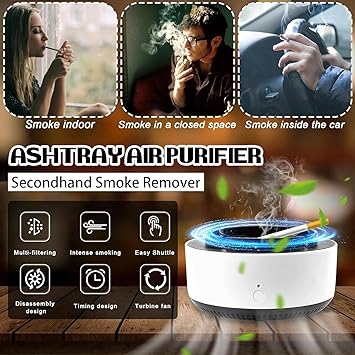 Smoke indoor
Smoke in a closed space
Smoke inside the car
ASHTRAY AIR PURIFIER
Secondhand Smoke Remover
Multi-filtering
Intense smoking
Easy Shuttle
Disassembly
design
Timing design
Turbine fan